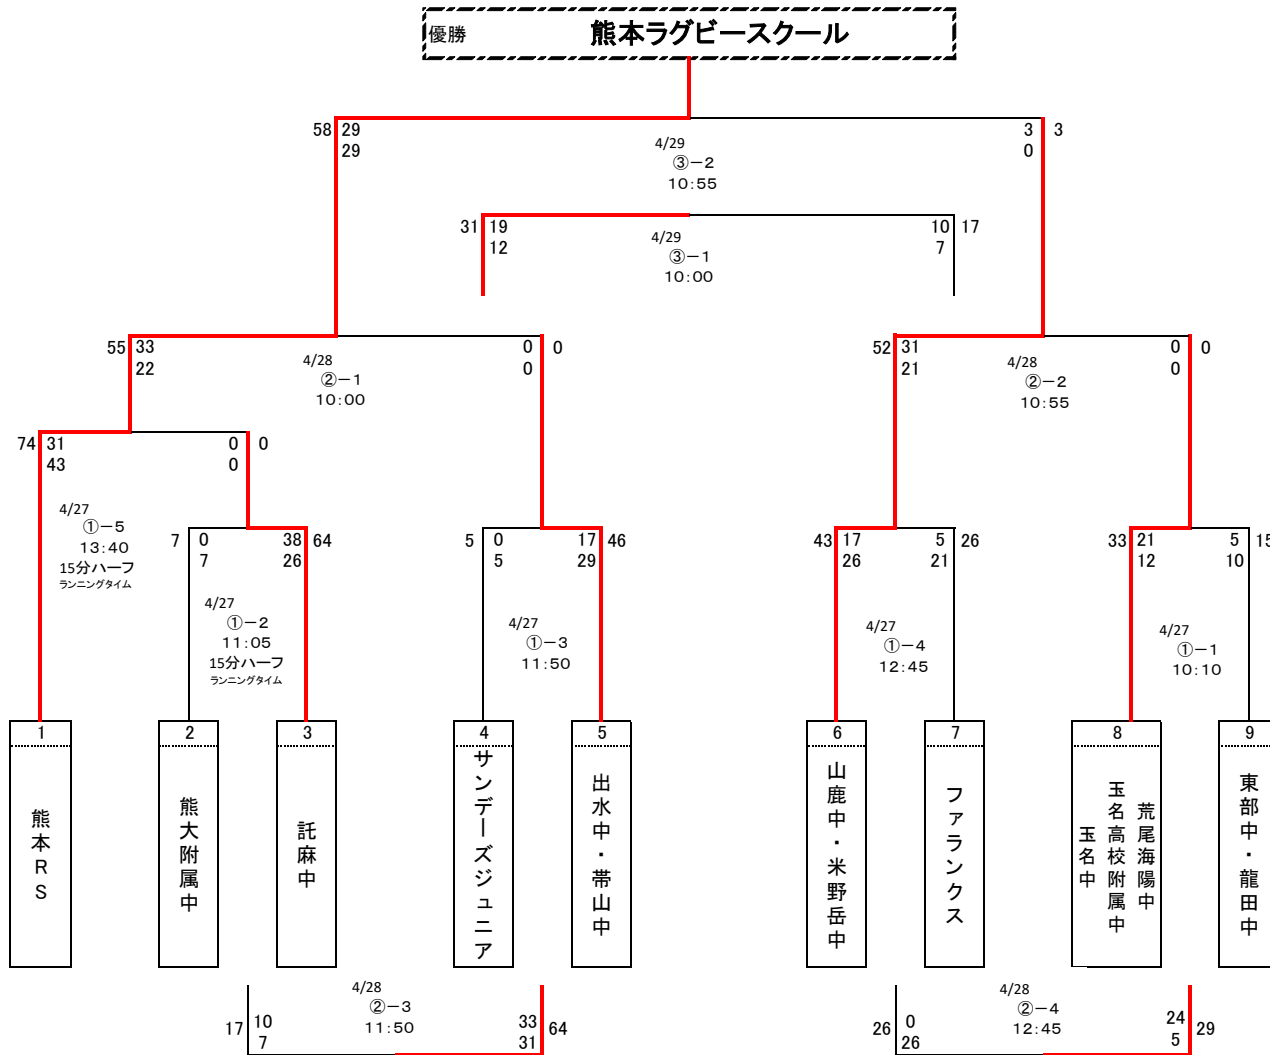 優勝 熊本ラグビースクール
58 29 3 3
29 0
4/29
③－2
10:55
31 19 10 17
12 7
4/29
③－1
10:00
55 33 0 0
22 0
4/28
②－1
10:00
52 31 0 0
21 0
4/28
②－2
10:55
74 31 0 0
43 0
4/27
①－5
13:40
15分ハーフ
ランニングタイム
7 0 38 64
7 26
4/27
①－2
11:05
15分ハーフ
ランニングタイム
5 0 17 46
5 29
4/27
①－3
11:50
43 17 5 26
26 21
4/27
①－4
12:45
33 21 5 15
12 10
4/27
①－1
10:10
1
熊本RS
2
熊大附属中
3
託麻中
4
サンデーズジュニア
5
出水中・帯山中
6
山鹿中・米野岳中
7
ファランクス
8
荒尾海陽中
玉名高校附属中
玉名中
9
東部中・龍田中
4/28
②－3
11:50
17 10 33 64
7 31
4/28
②－4
12:45
26 0 24 29
26 5